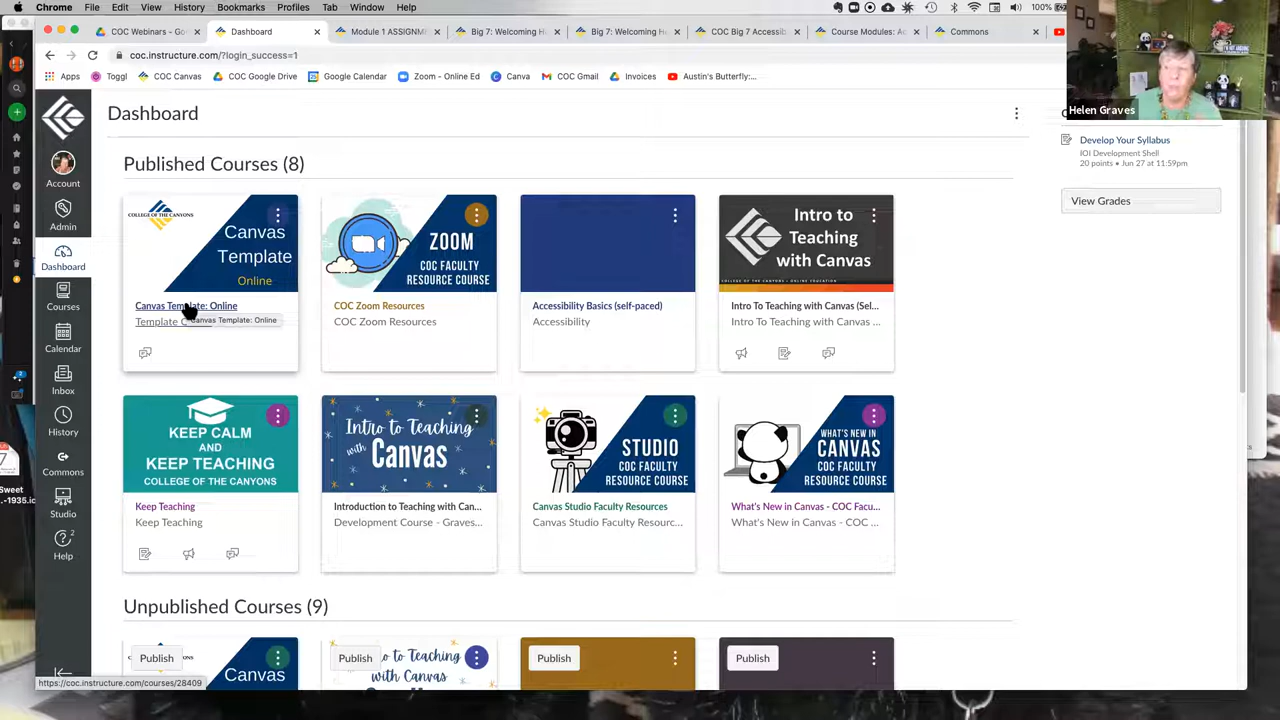 Chrome File Edit View History Bookmarks Profiles Tab Window Help
100%
COC Webinars - Go
Dashboard
Module 1 ASSIGNM
Big 7: Welcoming H
Big 7: Welcoming H
COC Big 7 Accessib
Course Modules: A
Commons
coc.instructure.com/?login_success=1
Apps Toggl COC Canvas COC Google Drive Google Calendar Zoom - Online Ed Canva COC Gmail Invoices Austin's Butterfly:...
Helen Graves
Account
Admin
Dashboard
Courses
Calendar
Inbox
History
Commons
Studio
2
Help
Dashboard
Published Courses (8)
COLLEGE OF THE CANYONS
Canvas
Template
Online
Canvas Template: Online
Template C
Canvas Template: Online
ZOOM
COC FACULTY
RESOURCE COURSE
COC Zoom Resources
COC Zoom Resources
Accessibility Basics (self-paced)
Accessibility
Intro to
Teaching
with Canvas
COLLEGE OF THE CANYONS - ONLINE EDUCATION
Intro To Teaching with Canvas (Sel...
Intro To Teaching with Canvas ...
KEEP CALM
AND
KEEP TEACHING
COLLEGE OF THE CANYONS
Keep Teaching
Keep Teaching
Intro to Teaching
with Canvas
Introduction to Teaching with Can...
Development Course - Graves...
STUDIO
COC FACULTY
RESOURCE COURSE
Canvas Studio Faculty Resources
Canvas Studio Faculty Resourc...
WHAT'S NEW IN
CANVAS
COC FACULTY
RESOURCE COURSE
What's New in Canvas - COC Facu...
What's New in Canvas - COC ...
Unpublished Courses (9)
Publish
Canvas
Publish
to Teaching
with Canvas
Publish
Publish
Develop Your Syllabus
IOI Development Shell
20 points • Jun 27 at 11:59pm
View Grades
Sweet
...-1935.ic
https://coc.instructure.com/courses/28409